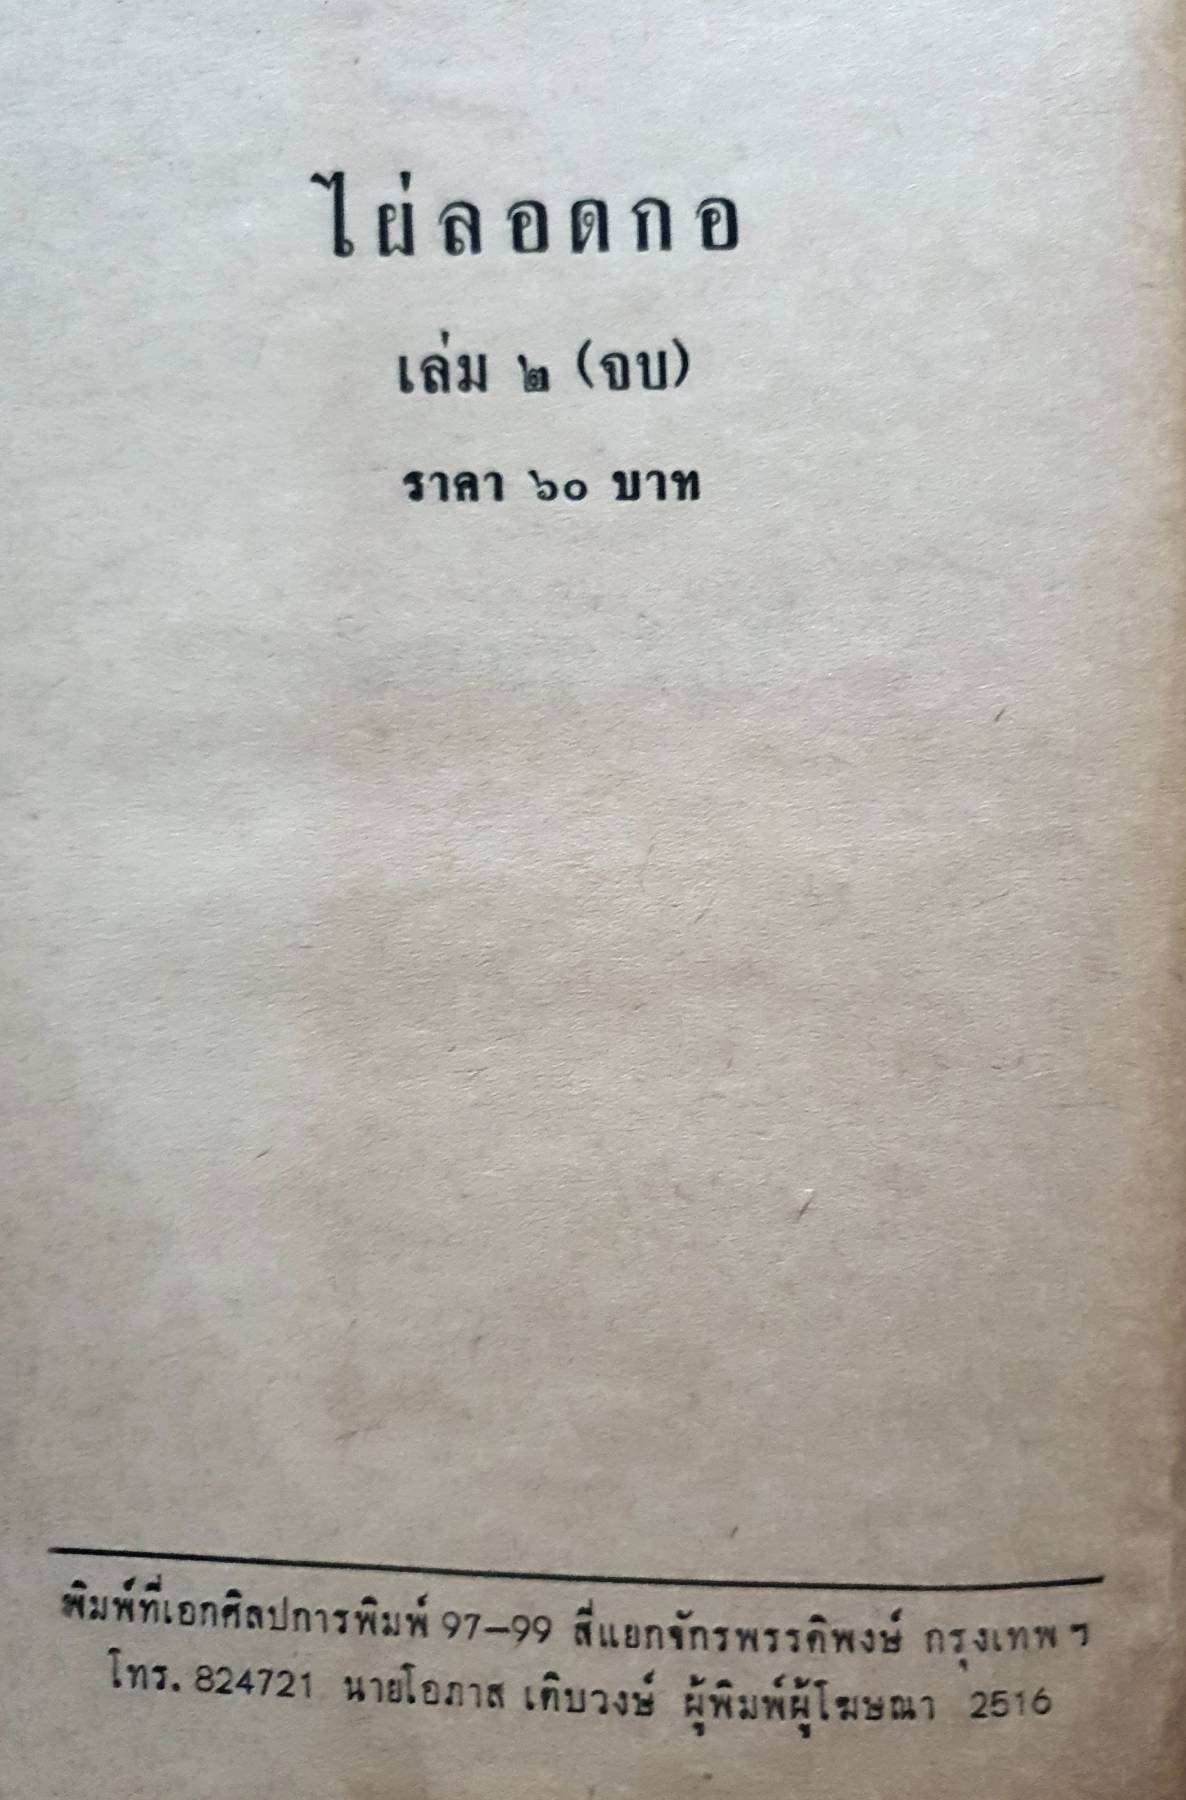 ไผ่ลอดกอ
เล่ม ๒ (จบ)
ราคา ๖๐ บาท
พิมพ์ที่เอกศิลปการพิมพ์ 97–99 สี่แยกจักรพรรดิพงษ์ กรุงเทพ ฯ
โทร. 824721 นายโอภาส เติบวงษ์ ผู้พิมพ์ผู้โฆษณา 2516